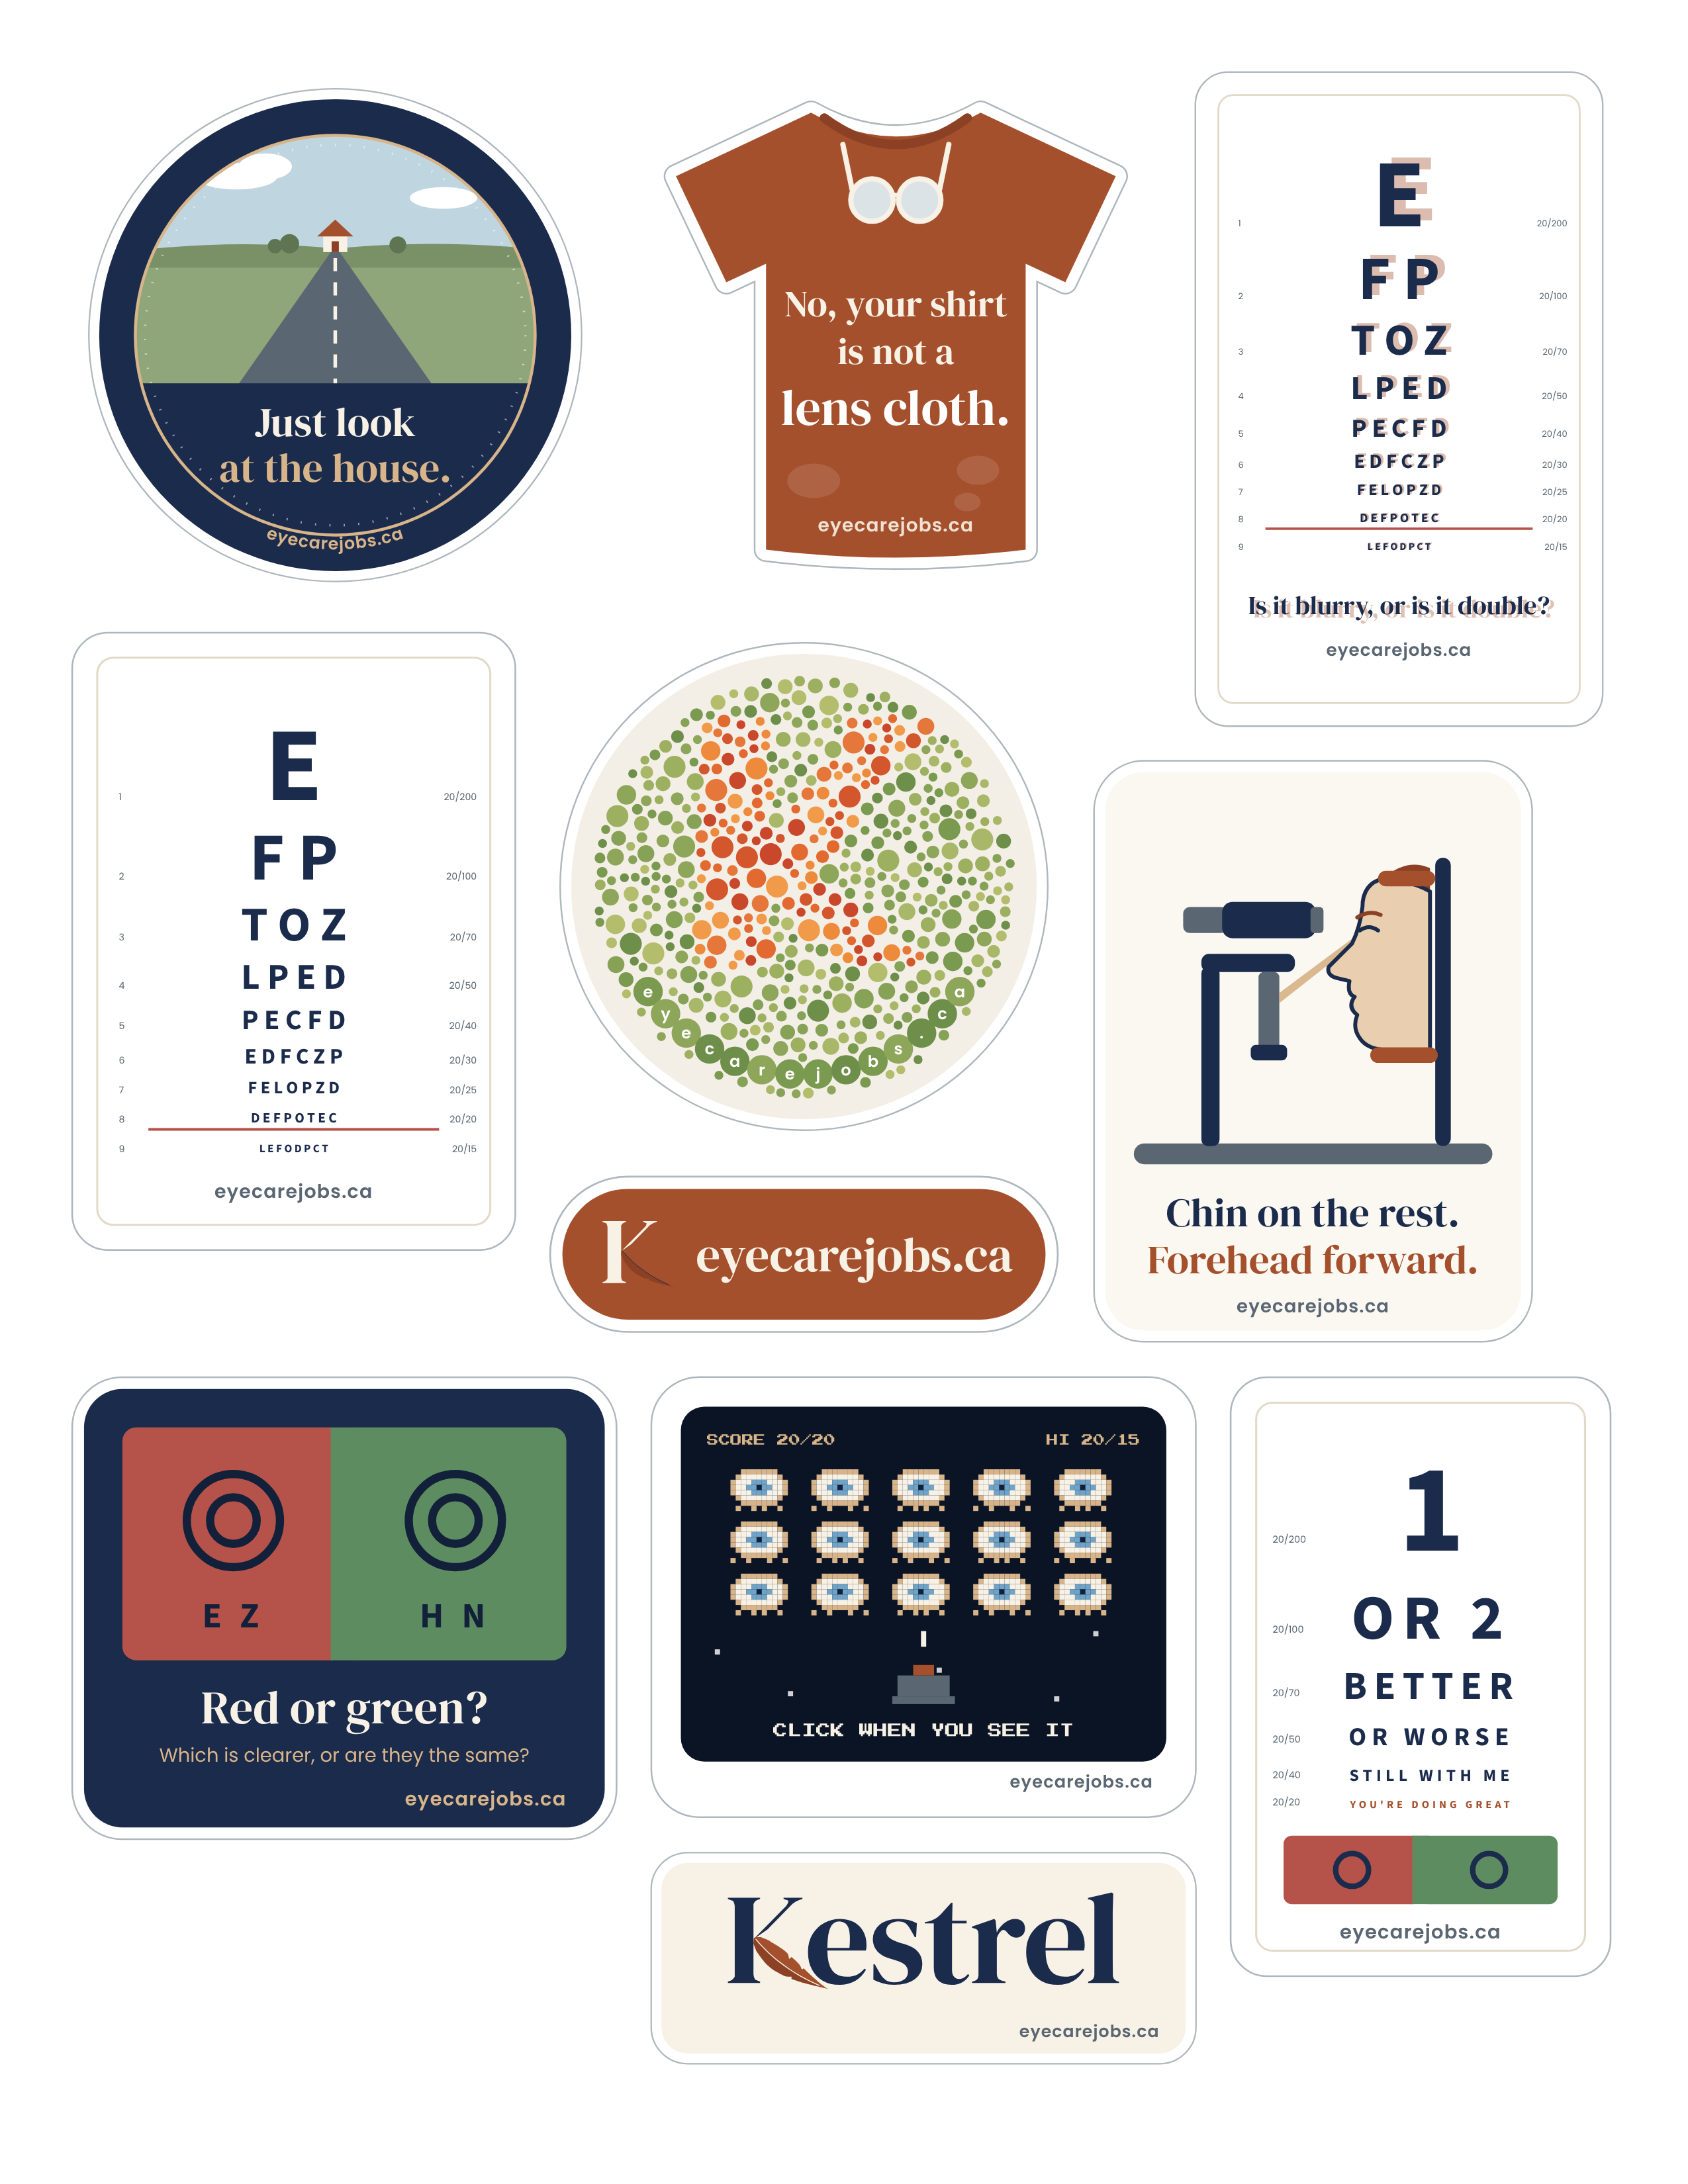 Just look
at the house.
eyecarejobs.ca
No, your shirt
is not a
lens cloth.
eyecarejobs.ca
E
1 20/200
F P
2 20/100
T O Z
3 20/70
L P E D
4 20/50
P E C F D
5 20/40
E D F C Z P
6 20/30
F E L O P Z D
7 20/25
D E F P O T E C
8 20/20
L E F O D P C T
9 20/15
Is it blurry, or is it double?
eyecarejobs.ca
E
1 20/200
F P
2 20/100
T O Z
3 20/70
L P E D
4 20/50
P E C F D
5 20/40
E D F C Z P
6 20/30
F E L O P Z D
7 20/25
D E F P O T E C
8 20/20
L E F O D P C T
9 20/15
eyecarejobs.ca
K
eyecarejobs.ca
K eyecarejobs.ca
Chin on the rest.
Forehead forward.
eyecarejobs.ca
E Z H N
Red or green?
Which is clearer, or are they the same?
eyecarejobs.ca
SCORE 20/20 HI 20/15
CLICK WHEN YOU SEE IT
eyecarejobs.ca
1
20/200
OR 2
20/100
BETTER
20/70
OR WORSE
20/50
STILL WITH ME
20/40
YOU'RE DOING GREAT
20/20
eyecarejobs.ca
Kestrel
eyecarejobs.ca